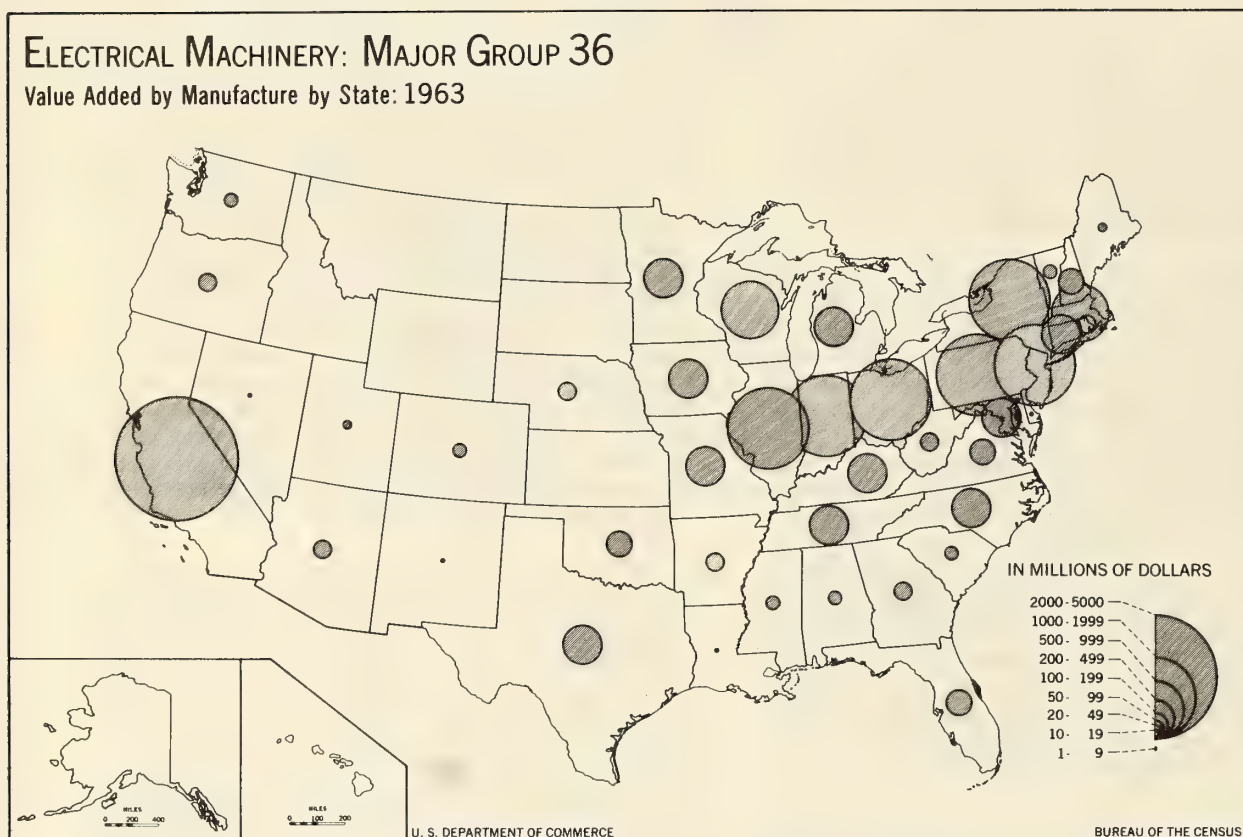 ELECTRICAL MACHINERY: MAJOR GROUP 36
Value Added by Manufacture by State: 1963
IN MILLIONS OF DOLLARS
2000 - 5000
1000 - 1999
500 - 999
200 - 499
100 - 199
50 - 99
20 - 49
10 - 19
1 - 9
MILES
0 200 400
MILES
0 100 200
U. S. DEPARTMENT OF COMMERCE
BUREAU OF THE CENSUS